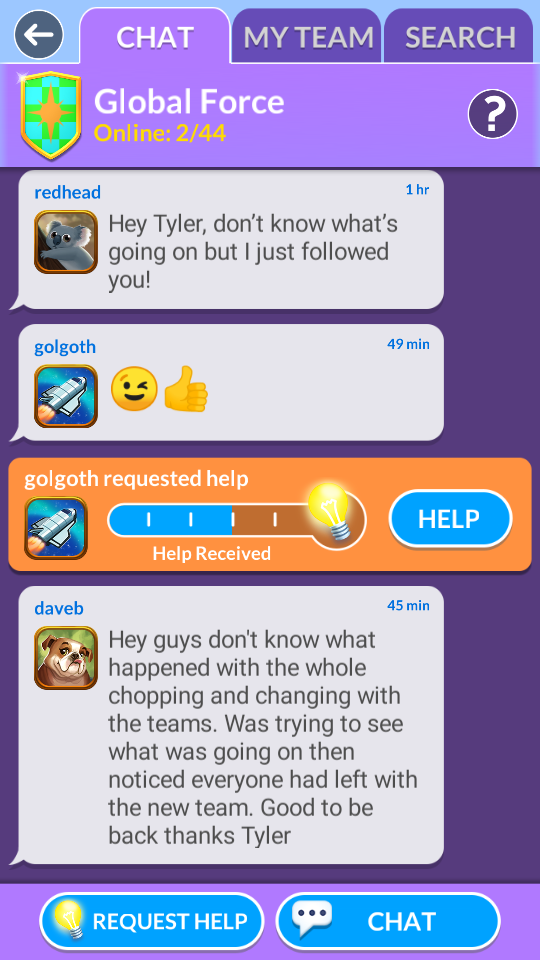 CHAT
MY TEAM
SEARCH
Global Force
Online: 2/44
?
redhead
1 hr
Hey Tyler, don’t know what’s
going on but I just followed
you!
golgoth
49 min
golgoth requested help
HELP
Help Received
daveb
45 min
Hey guys don't know what
happened with the whole
chopping and changing with
the teams. Was trying to see
what was going on then
noticed everyone had left with
the new team. Good to be
back thanks Tyler
REQUEST HELP
CHAT